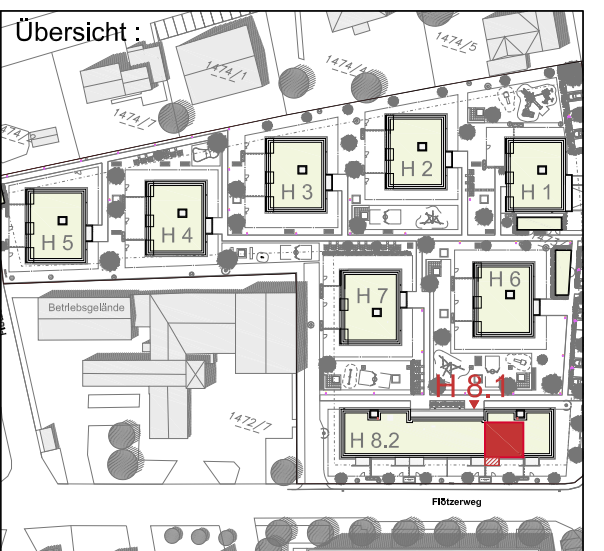 Übersicht :
1474/5
1474/1
1474/4
1474/7
H 2
H 3
H 1
H 4
H 5
H 6
H 7
Betriebsgelände
H 8.1
1472/7
H 8.2
Flötzerweg